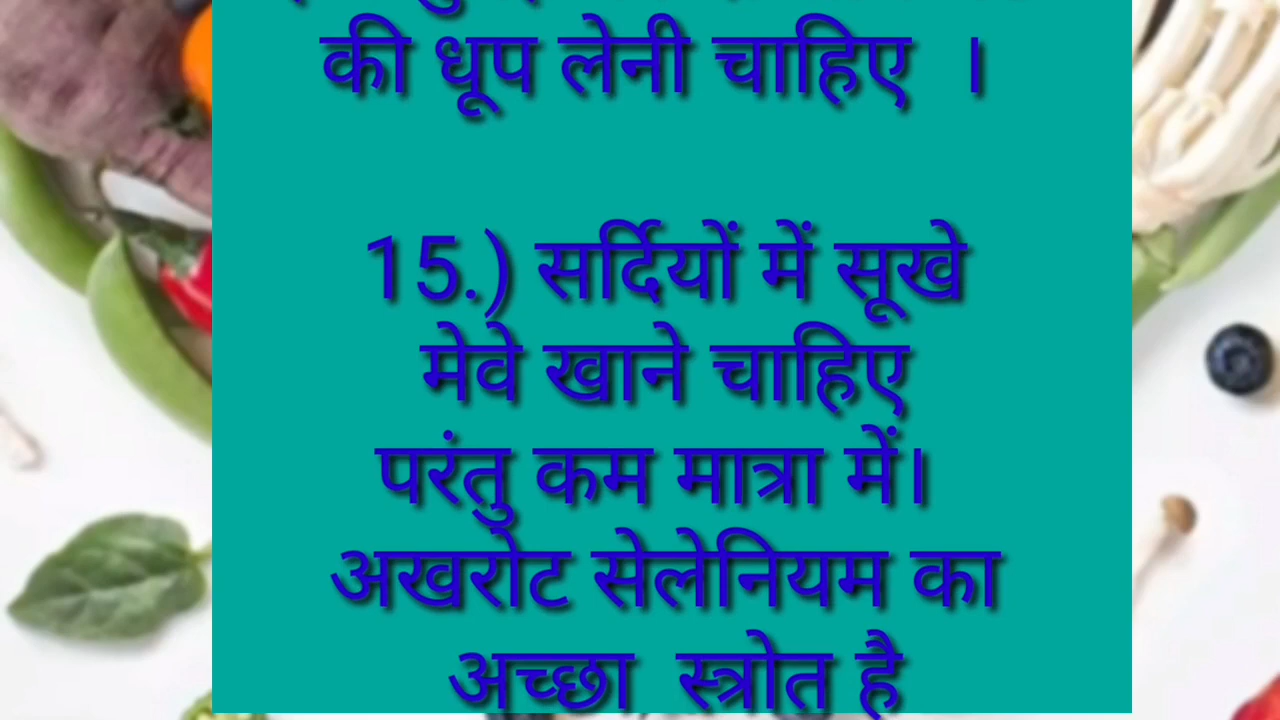 की धूप लेनी चाहिए ।
15.) सर्दियों में सूखे
मेवे खाने चाहिए
परंतु कम मात्रा में।
अखरोट सेलेनियम का
अच्छा स्त्रोत है